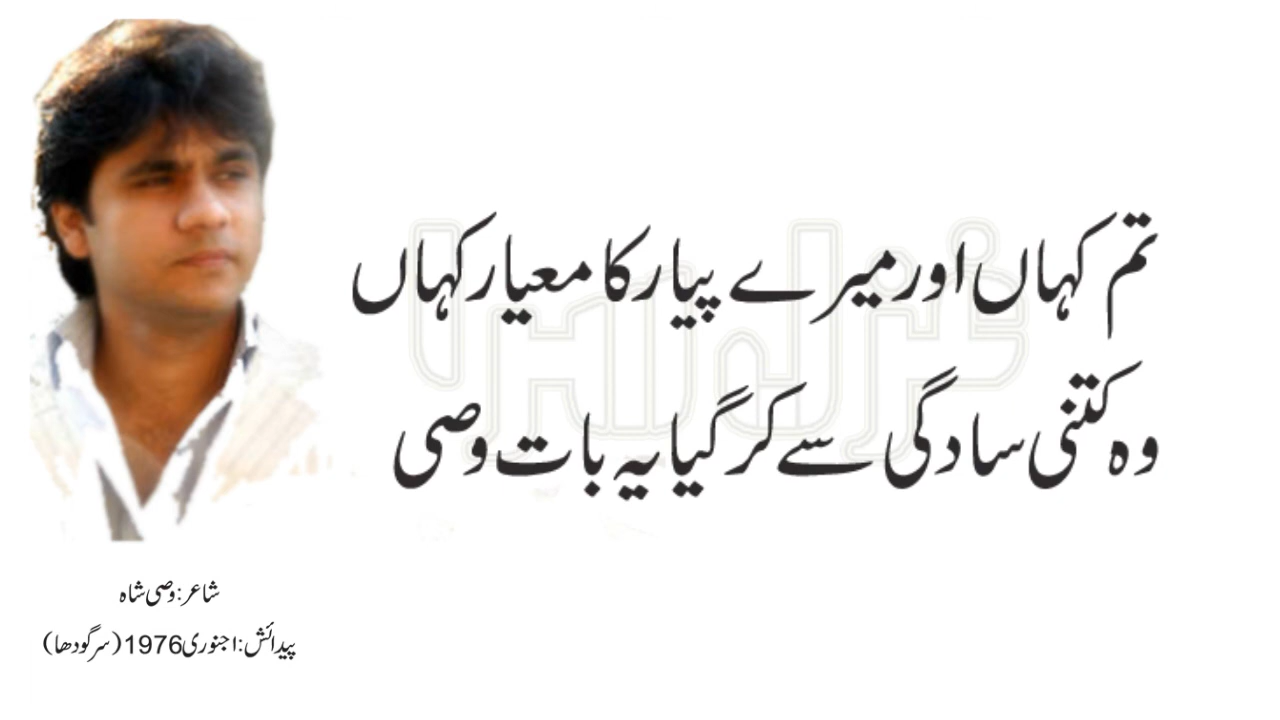 تم کہاں اور میرے پیار کا معیار کہاں
وہ کتنی سادگی سے کر گیا یہ بات وصی
شاعر: وصی شاہ
پیدائش: ا جنوری 1976 (سرگودھا)